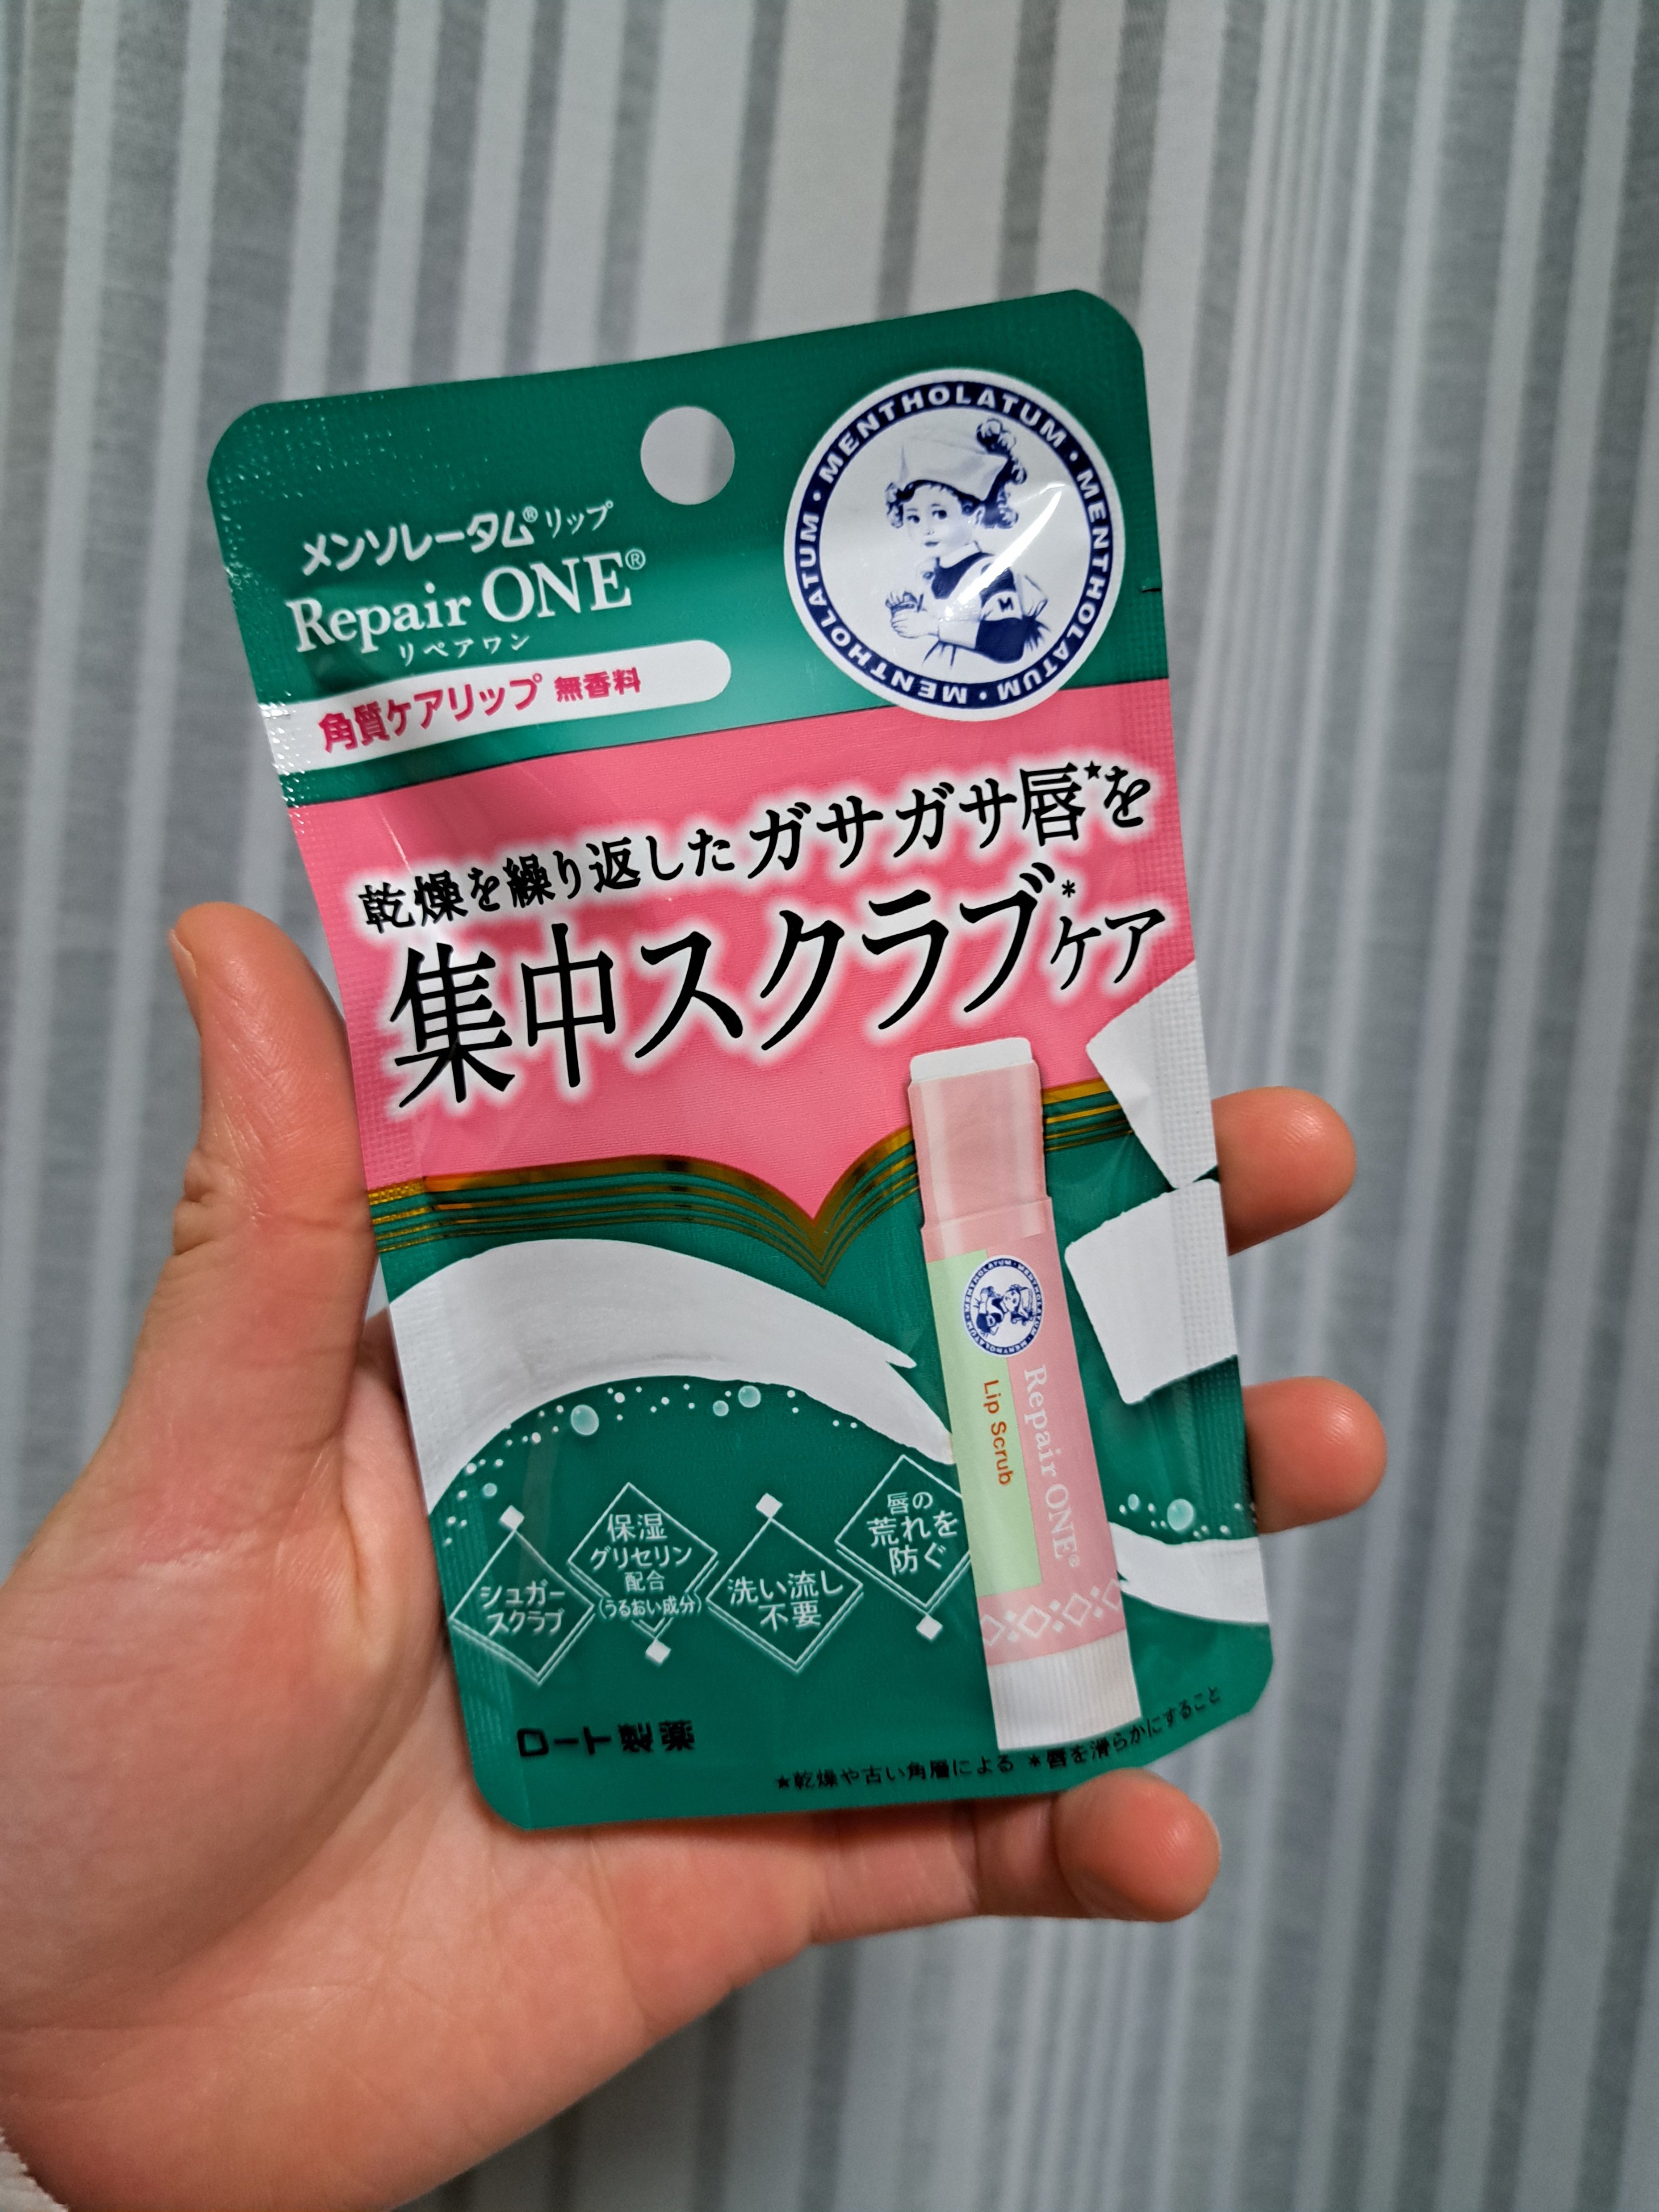 メンソレータム®リップ
Repair ONE®
リペアワン
角質ケアリップ 無香料
MENTHOLATUM・MENTHOLATUM・MENTHOLATUM・
乾燥を繰り返したガサガサ唇★を
集中スクラブ*ケア
シュガー
スクラブ
保湿
グリセリン
配合
(うるおい成分)
洗い流し
不要
唇の
荒れを
防ぐ
MENTHOLATUM・MENTHOLATUM・MENTHOLATUM・
Repair ONE®
Lip Scrub
ロート製薬
★乾燥や古い角層による *唇を滑らかにすること